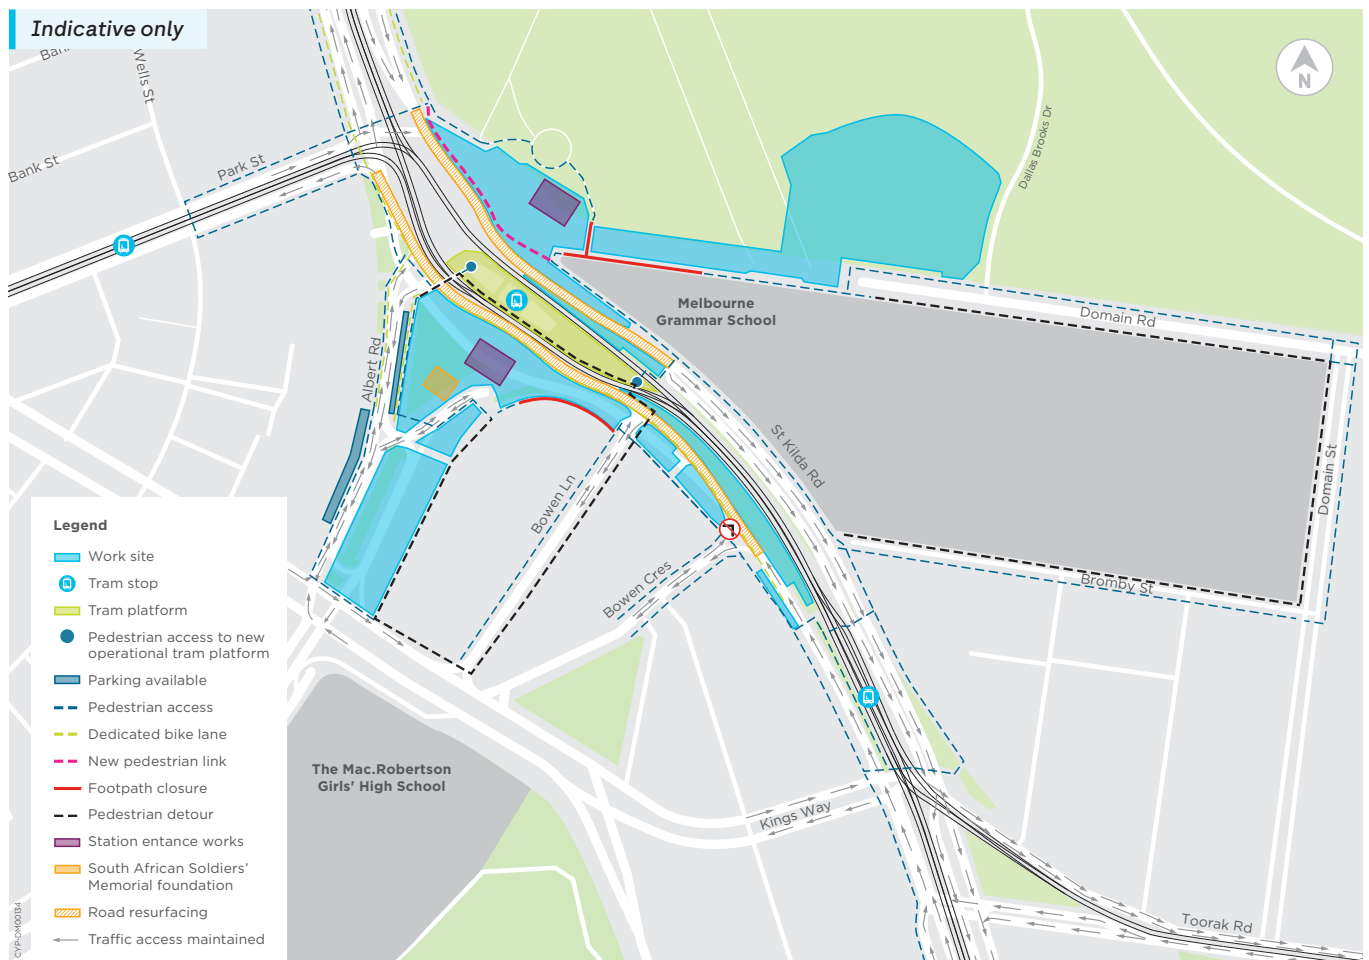 Indicative only
N
Wells St
Bank St
Park St
Dallas Brooks Dr
Melbourne
Grammar School
Domain Rd
Albert Rd
St Kilda Rd
Domain St
Bowen Ln
Bowen Cres
Bromby St
The Mac.Robertson
Girls' High School
Kings Way
Toorak Rd
Legend
Work site
Tram stop
Tram platform
Pedestrian access to new
operational tram platform
Parking available
Pedestrian access
Dedicated bike lane
New pedestrian link
Footpath closure
Pedestrian detour
Station entance works
South African Soldiers'
Memorial foundation
Road resurfacing
Traffic access maintained
CYP-DM00134